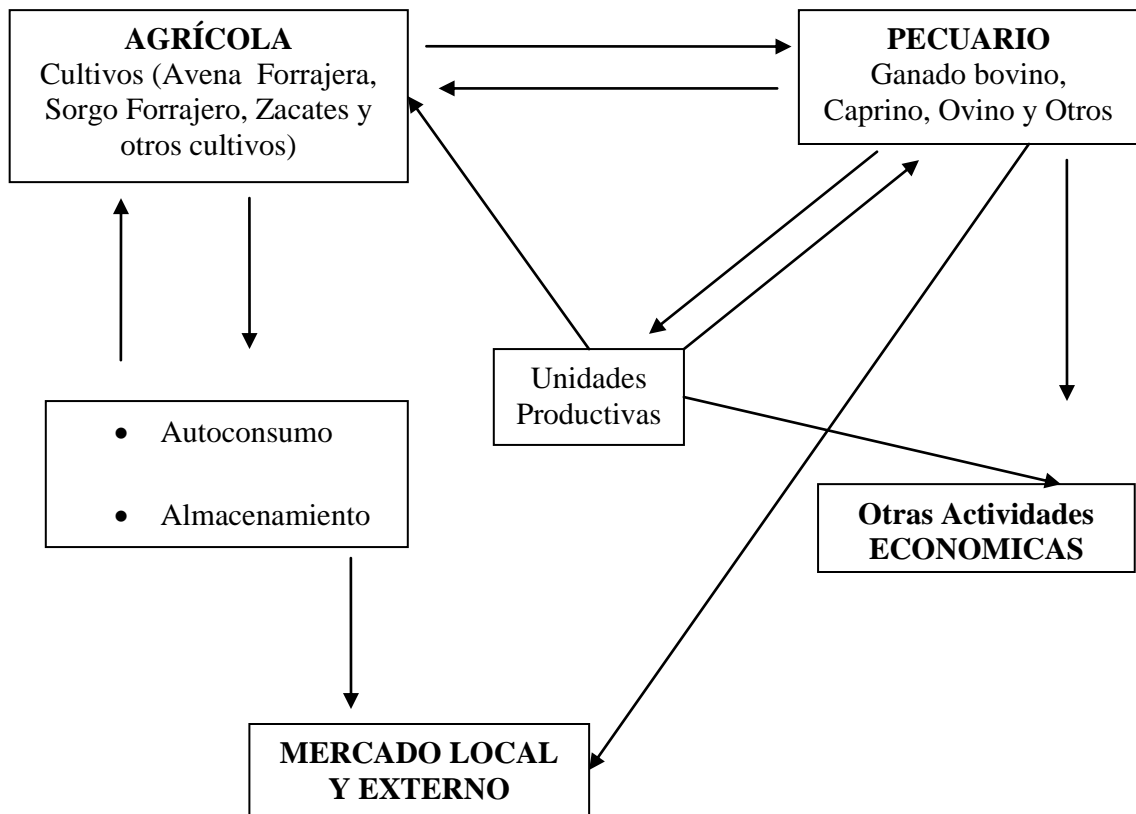 AGRÍCOLA
Cultivos (Avena Forrajera,
Sorgo Forrajero, Zacates y
otros cultivos)
PECUARIO
Ganado bovino,
Caprino, Ovino y Otros
Unidades
Productivas
• Autoconsumo
• Almacenamiento
Otras Actividades
ECONOMICAS
MERCADO LOCAL
Y EXTERNO